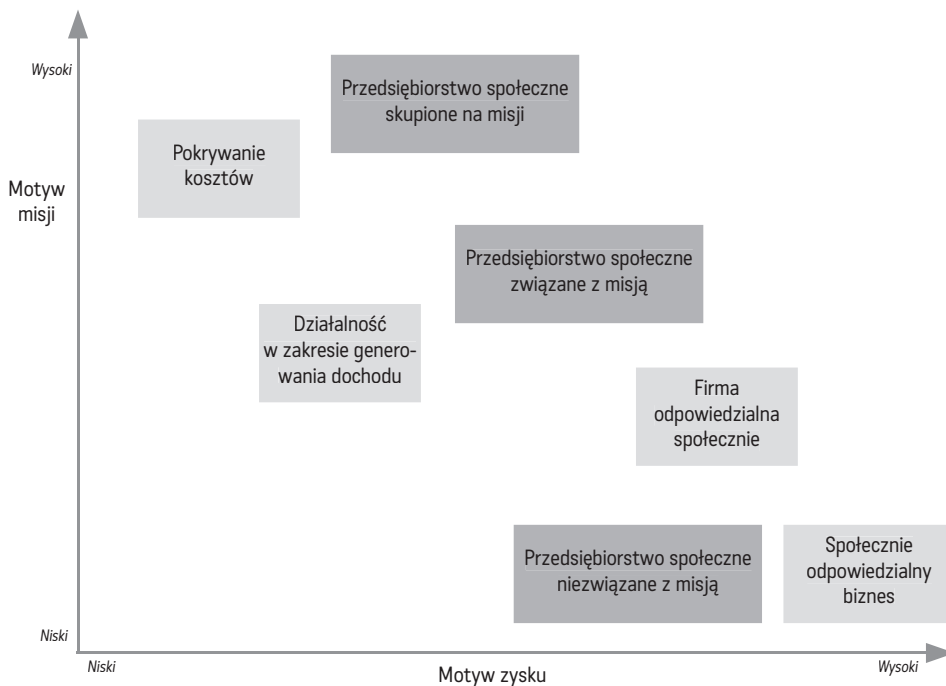 Wysoki
Przedsiębiorstwo społeczne
skupione na misji
Pokrywanie
kosztów
Motyw
misji
Przedsiębiorstwo społeczne
związane z misją
Działalność
w zakresie genero-
wania dochodu
Firma
odpowiedzialna
społecznie
Przedsiębiorstwo społeczne
niezwiązane z misją
Społecznie
odpowiedzialny
biznes
Niski
Niski
Motyw zysku
Wysoki